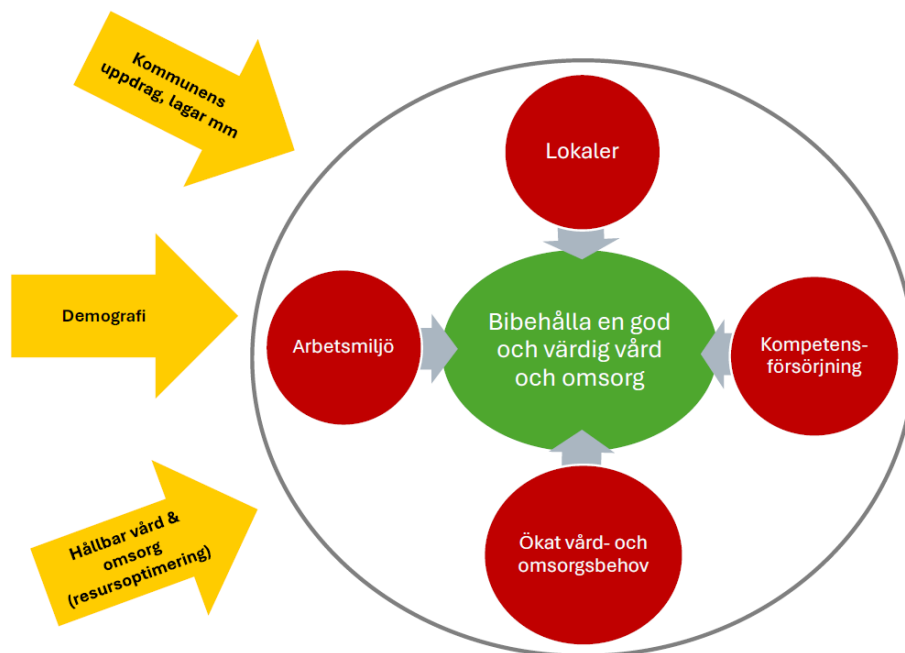 Kommunens
uppdrag, lagar mm
Lokaler
Demografi
Arbetsmiljö
Bibehålla en god
och värdig vård
och omsorg
Kompetens-
försörjning
Hållbar vård &
omsorg
(resursoptimering)
Ökat vård- och
omsorgsbehov